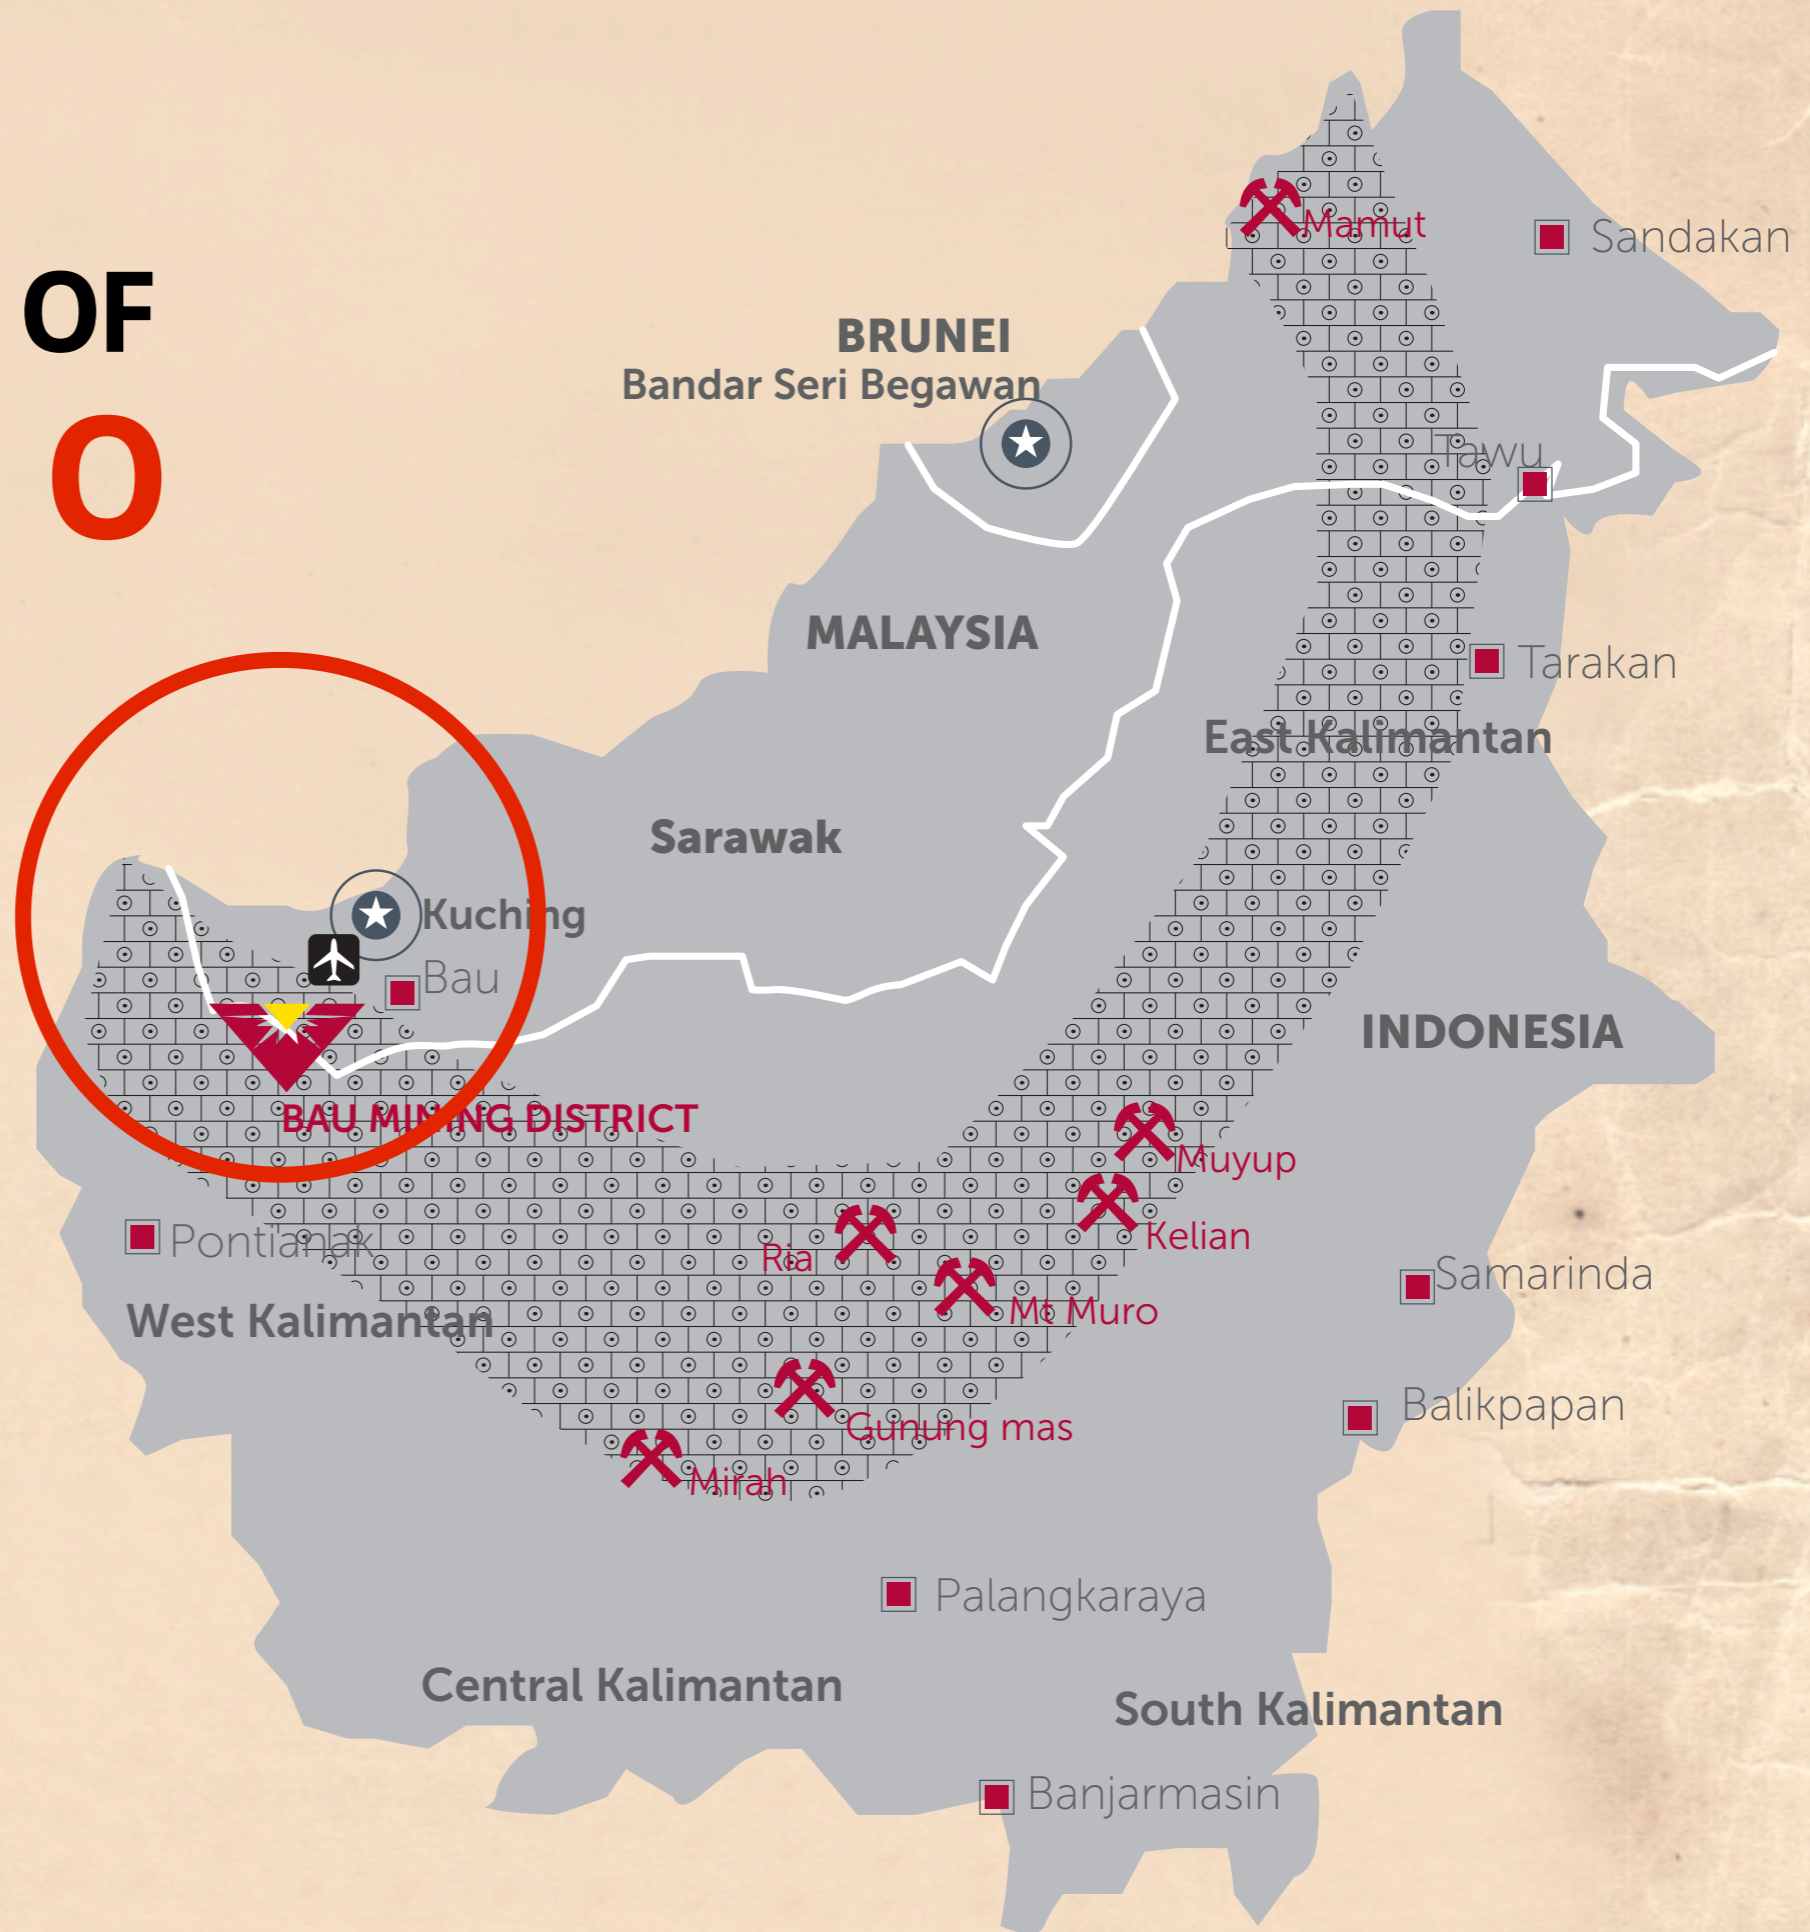 OF
O
Mamut
Sandakan
BRUNEI
Bandar Seri Begawan
Tawu
MALAYSIA
Tarakan
East Kalimantan
Sarawak
Kuching
Bau
INDONESIA
BAU MINING DISTRICT
Muyup
Pontianak
Kelian
Ria
Samarinda
Mt Muro
West Kalimantan
Balikpapan
Gunung mas
Mirah
Palangkaraya
Central Kalimantan
South Kalimantan
Banjarmasin